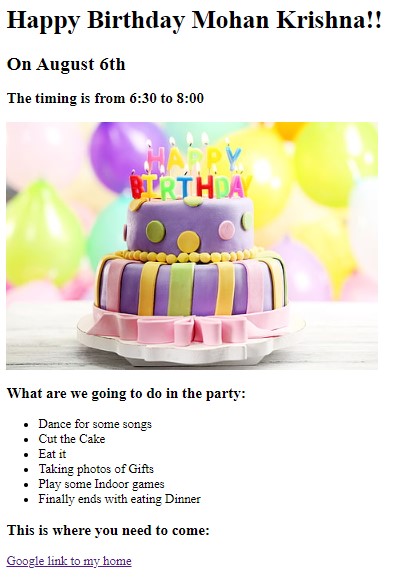 Happy Birthday Mohan Krishna!!
On August 6th
The timing is from 6:30 to 8:00
HAPPY
BIRTHDAY
What are we going to do in the party:
Dance for some songs
Cut the Cake
Eat it
Taking photos of Gifts
Play some Indoor games
Finally ends with eating Dinner
This is where you need to come:
Google link to my home